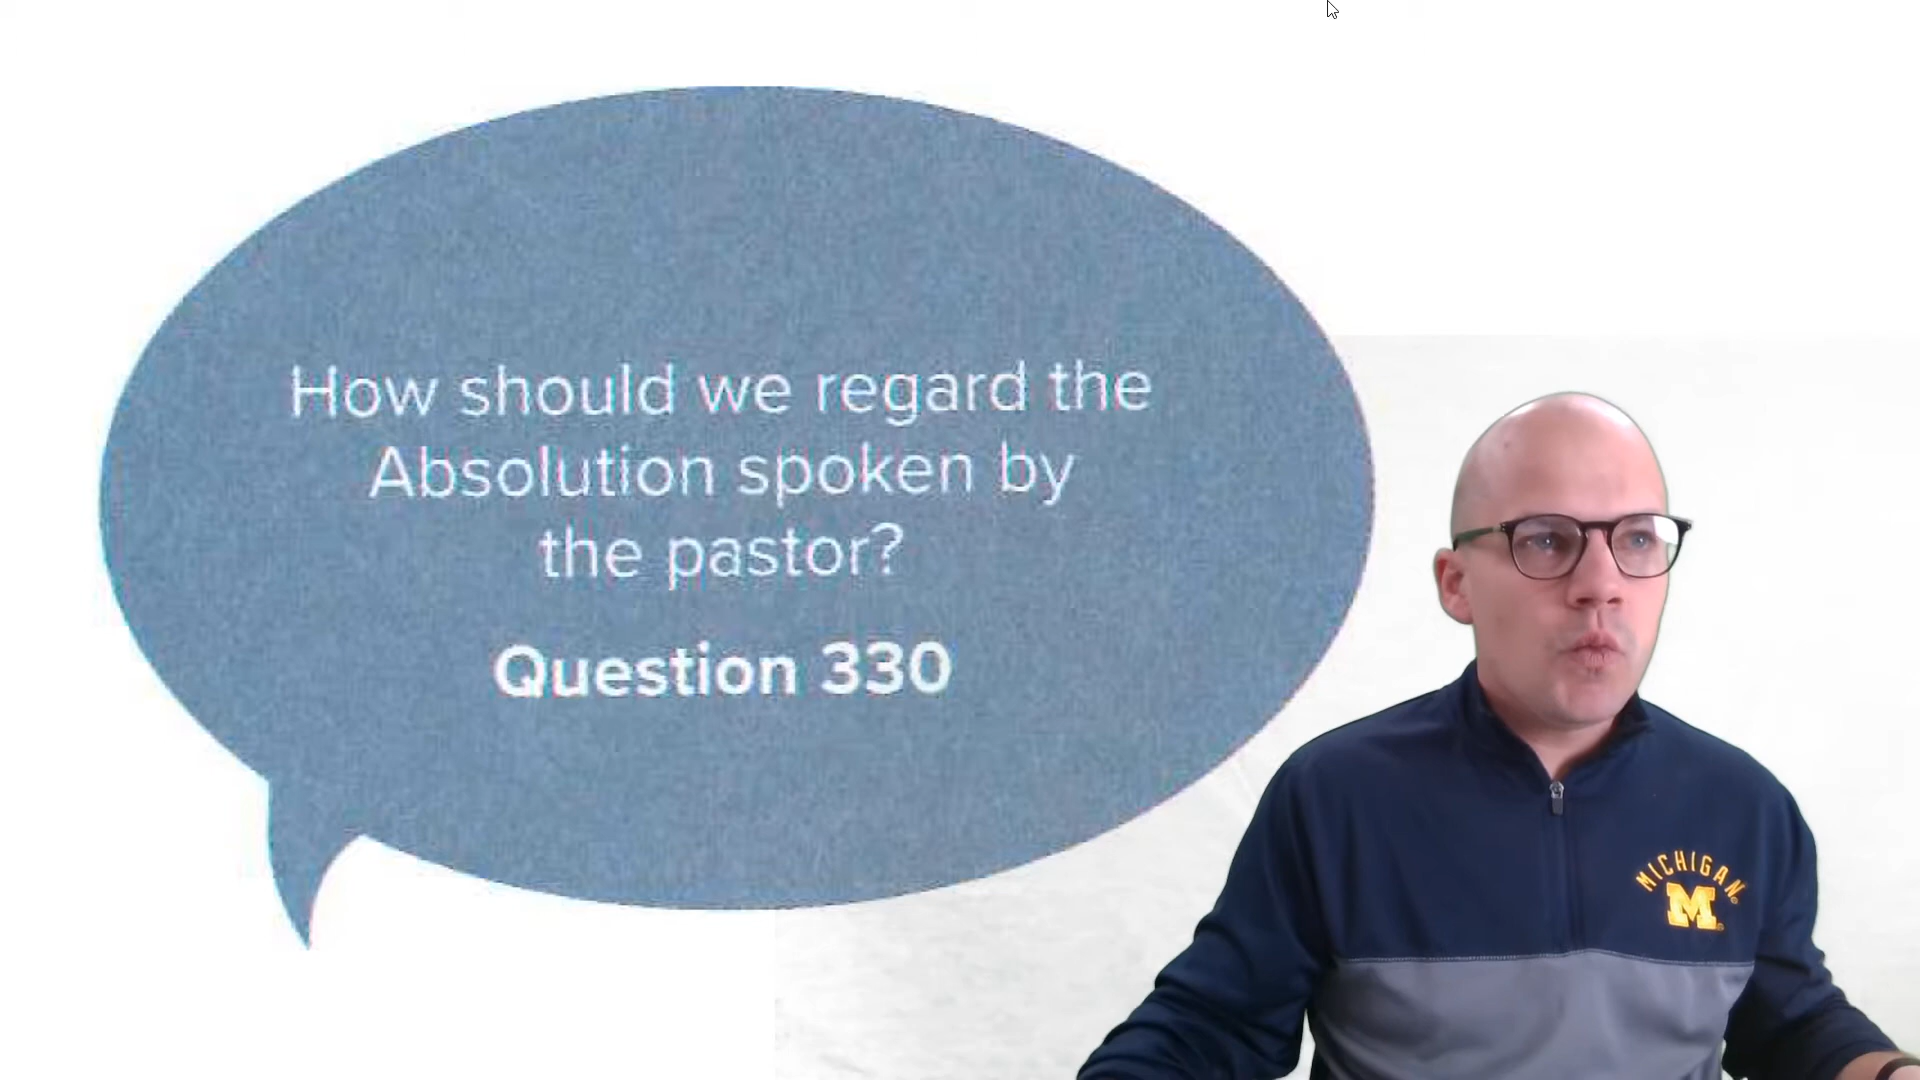 How should we regard the
Absolution spoken by
the pastor?
Question 330
MICHIGAN
M